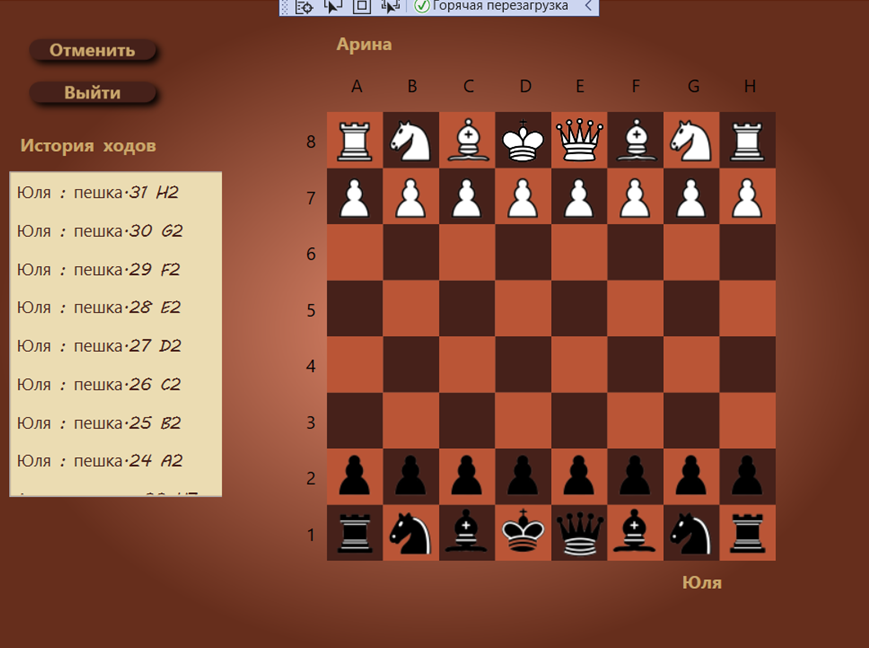 Горячая перезагрузка
Отменить
Выйти
История ходов
Юля : пешка·31 H2
Юля : пешка·30 G2
Юля : пешка·29 F2
Юля : пешка·28 E2
Юля : пешка·27 D2
Юля : пешка·26 C2
Юля : пешка·25 B2
Юля : пешка·24 A2
Арина
A B C D E F G H
8
7
6
5
4
3
2
1
Юля